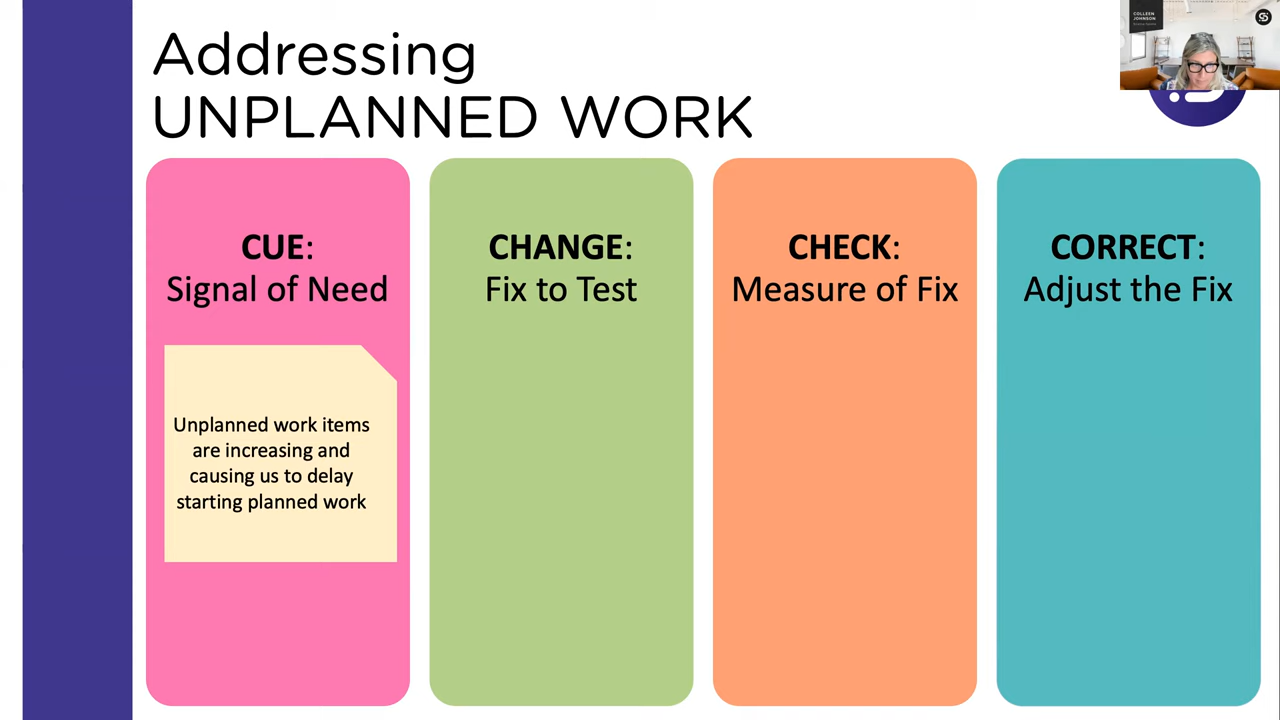 Addressing
UNPLANNED WORK
COLLEEN
JOHNSON
CUE:
Signal of Need
Unplanned work items
are increasing and
causing us to delay
starting planned work
CHANGE:
Fix to Test
CHECK:
Measure of Fix
CORRECT:
Adjust the Fix